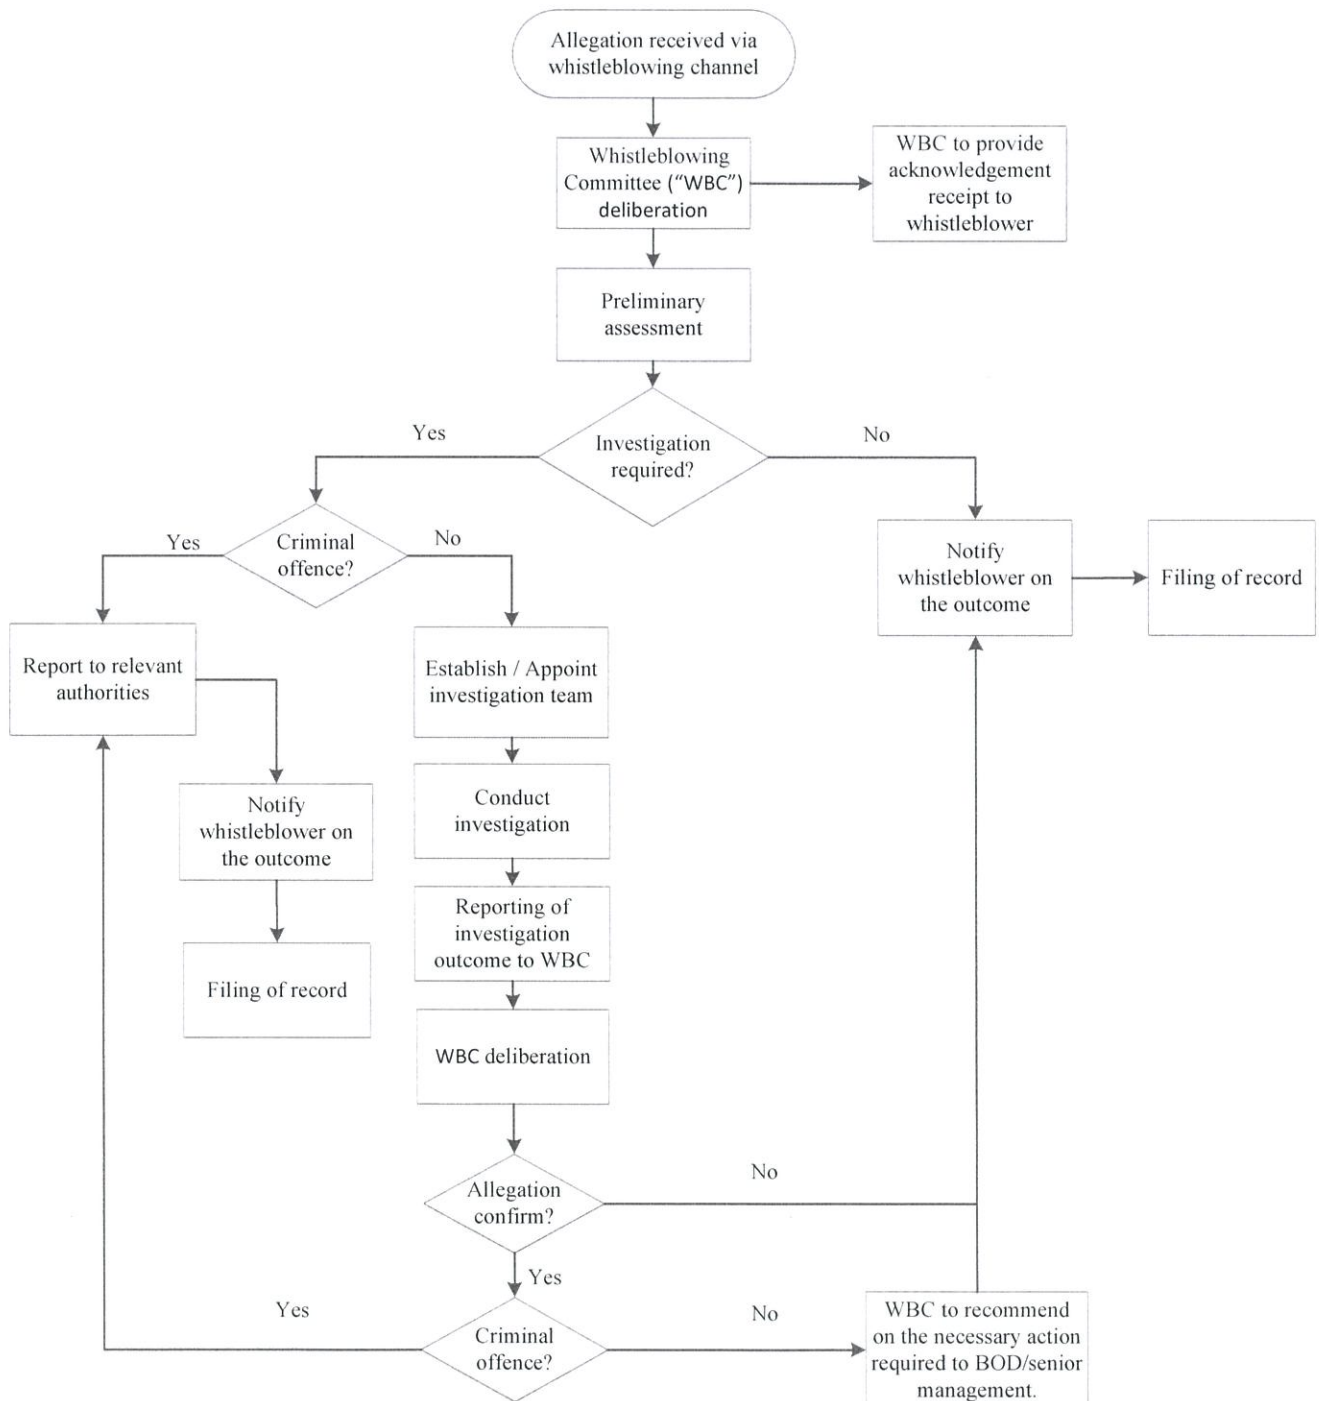 Allegation received via
whistleblowing channel
Whistleblowing
Committee (“WBC”)
deliberation
WBC to provide
acknowledgement
receipt to
whistleblower
Preliminary
assessment
Yes
Investigation
required?
No
Yes
Criminal
offence?
No
Notify
whistleblower on
the outcome
Filing of record
Report to relevant
authorities
Establish / Appoint
investigation team
Notify
whistleblower on
the outcome
Conduct
investigation
Filing of record
Reporting of
investigation
outcome to WBC
WBC deliberation
Allegation
confirm?
No
Yes
Yes
Criminal
offence?
No
WBC to recommend
on the necessary action
required to BOD/senior
management.